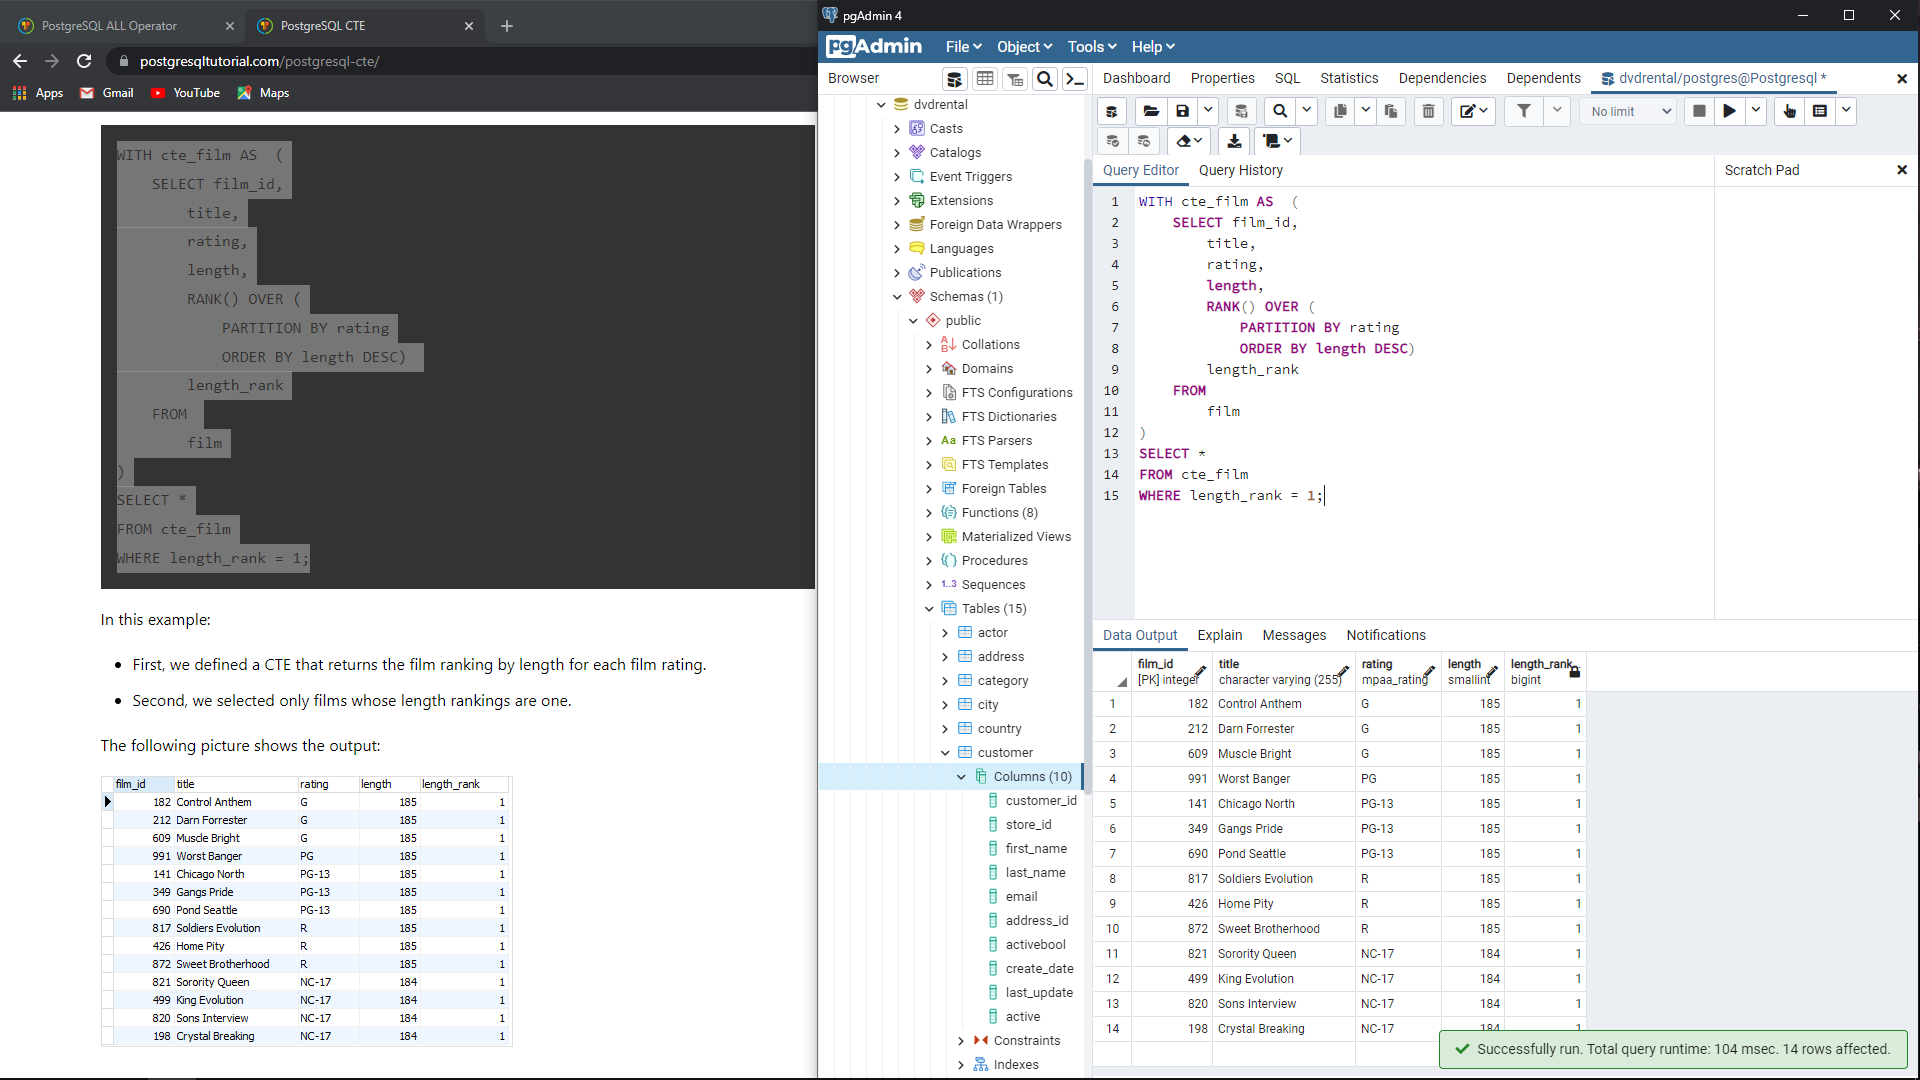 PostgreSQL ALL Operator
PostgreSQL CTE
postgresqltutorial.com/postgresql-cte/
Apps
Gmail
YouTube
Maps
WITH cte_film AS  (
    SELECT film_id,
        title,
        rating,
        length,
        RANK() OVER (
            PARTITION BY rating
            ORDER BY length DESC)
        length_rank
    FROM
        film
)
SELECT *
FROM cte_film
WHERE length_rank = 1;
In this example:
• First, we defined a CTE that returns the film ranking by length for each film rating.
• Second, we selected only films whose length rankings are one.
The following picture shows the output:
film_id title rating length length_rank
182 Control Anthem G 185 1
212 Darn Forrester G 185 1
609 Muscle Bright G 185 1
991 Worst Banger PG 185 1
141 Chicago North PG-13 185 1
349 Gangs Pride PG-13 185 1
690 Pond Seattle PG-13 185 1
817 Soldiers Evolution R 185 1
426 Home Pity R 185 1
872 Sweet Brotherhood R 185 1
821 Sorority Queen NC-17 184 1
499 King Evolution NC-17 184 1
820 Sons Interview NC-17 184 1
198 Crystal Breaking NC-17 184 1
pgAdmin 4
pgAdmin File Object Tools Help
Browser
dvdrental
Casts
Catalogs
Event Triggers
Extensions
Foreign Data Wrappers
Languages
Publications
Schemas (1)
public
Collations
Domains
FTS Configurations
FTS Dictionaries
Aa FTS Parsers
FTS Templates
Foreign Tables
Functions (8)
Materialized Views
Procedures
1..3 Sequences
Tables (15)
actor
address
category
city
country
customer
Columns (10)
customer_id
store_id
first_name
last_name
email
address_id
activebool
create_date
last_update
active
Constraints
Indexes
Dashboard Properties SQL Statistics Dependencies Dependents dvdrental/postgres@Postgresql *
No limit
Query Editor Query History
Scratch Pad
1 WITH cte_film AS  (
2     SELECT film_id,
3         title,
4         rating,
5         length,
6         RANK() OVER (
7             PARTITION BY rating
8             ORDER BY length DESC)
9         length_rank
10     FROM
11         film
12 )
13 SELECT *
14 FROM cte_film
15 WHERE length_rank = 1;
Data Output Explain Messages Notifications
film_id title rating length length_rank
[PK] integer character varying (255) mpaa_rating smallint bigint
1 182 Control Anthem G 185 1
2 212 Darn Forrester G 185 1
3 609 Muscle Bright G 185 1
4 991 Worst Banger PG 185 1
5 141 Chicago North PG-13 185 1
6 349 Gangs Pride PG-13 185 1
7 690 Pond Seattle PG-13 185 1
8 817 Soldiers Evolution R 185 1
9 426 Home Pity R 185 1
10 872 Sweet Brotherhood R 185 1
11 821 Sorority Queen NC-17 184 1
12 499 King Evolution NC-17 184 1
13 820 Sons Interview NC-17 184 1
14 198 Crystal Breaking NC-17 184 1
Successfully run. Total query runtime: 104 msec. 14 rows affected.